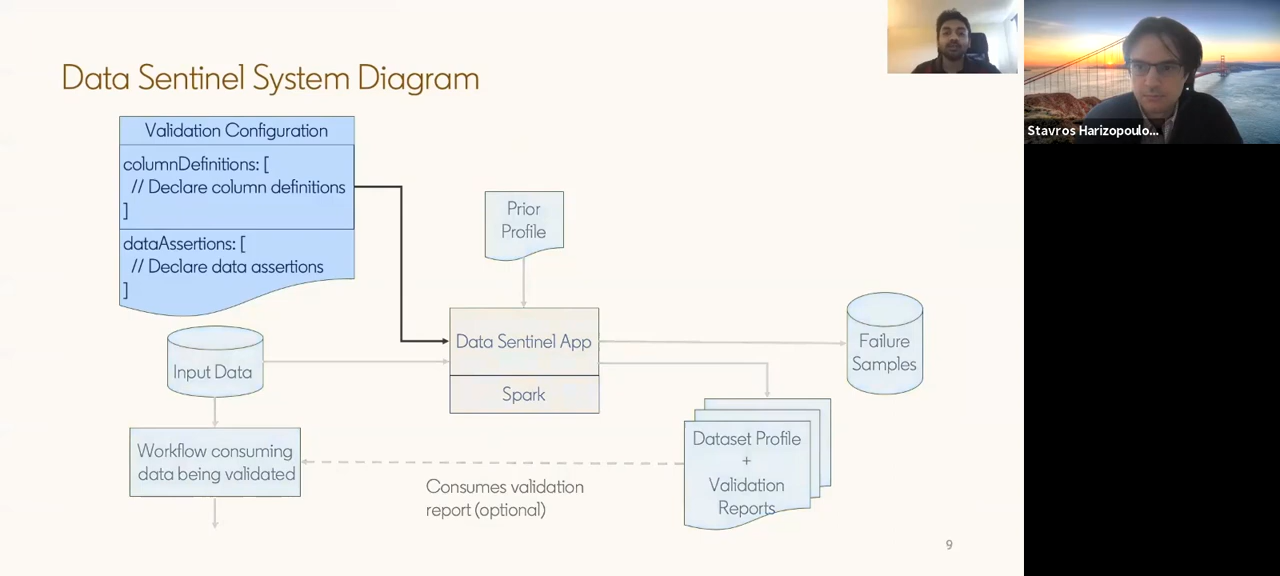 Data Sentinel System Diagram
Validation Configuration
columnDefinitions: [
// Declare column definitions
]
dataAssertions: [
// Declare data assertions
]
Prior
Profile
Input Data
Data Sentinel App
Spark
Failure
Samples
Workflow consuming
data being validated
Consumes validation
report (optional)
Dataset Profile
+
Validation
Reports
9
Stavros Harizopoulo...